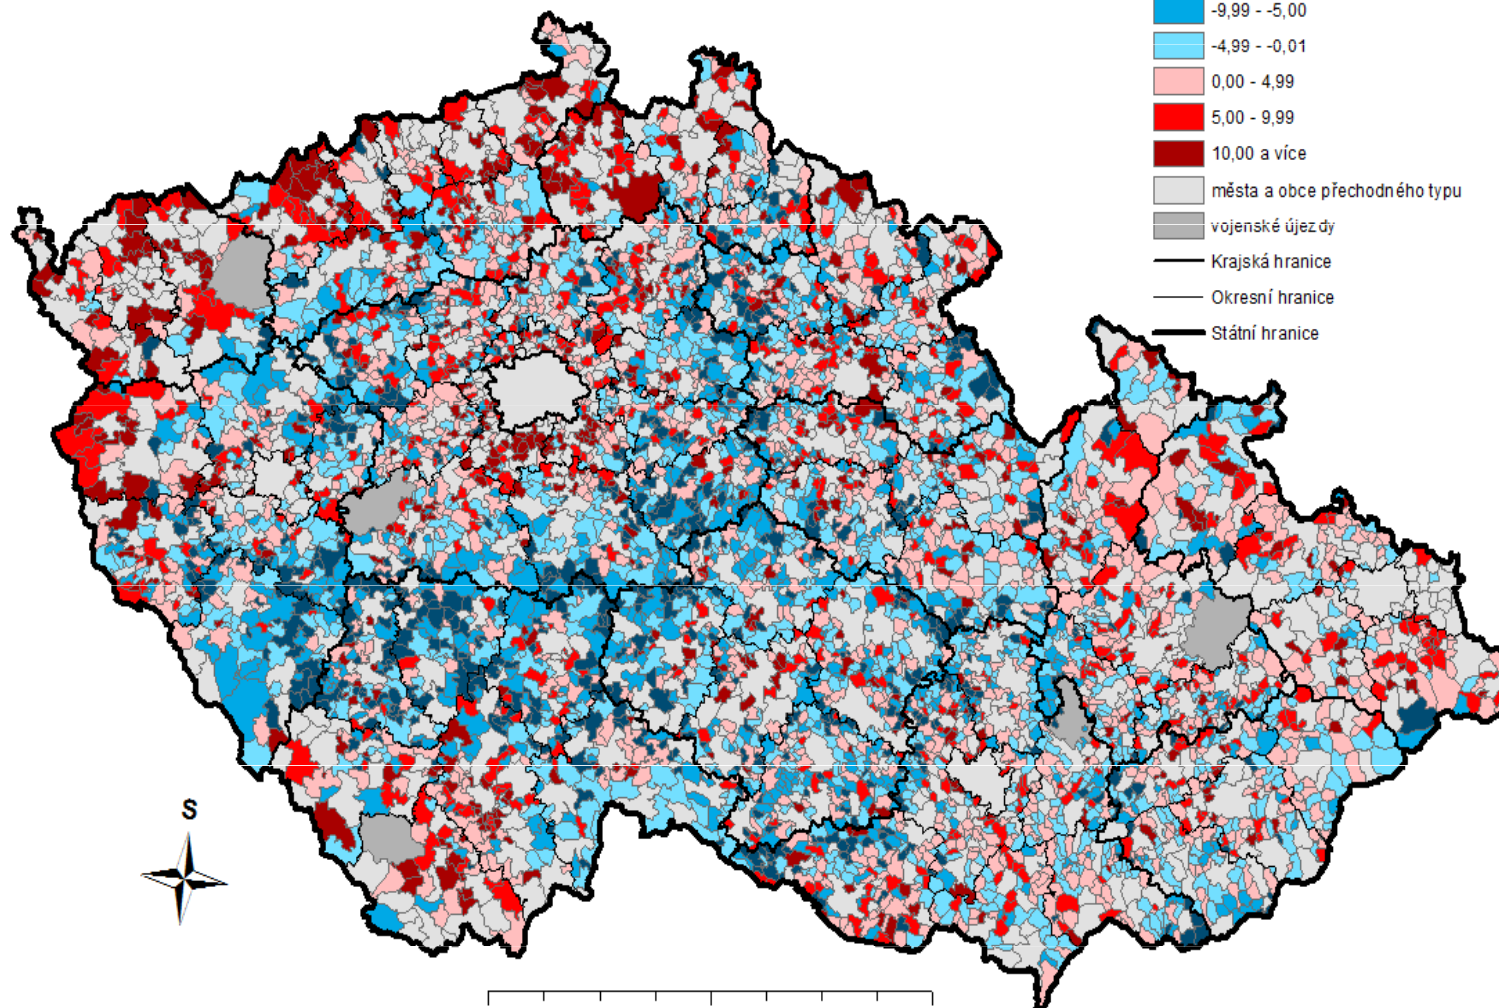 -9,99 - -5,00
-4,99 - -0,01
0,00 - 4,99
5,00 - 9,99
10,00 a více
města a obce přechodného typu
vojenské újezdy
Krajská hranice
Okresní hranice
Státní hranice
S